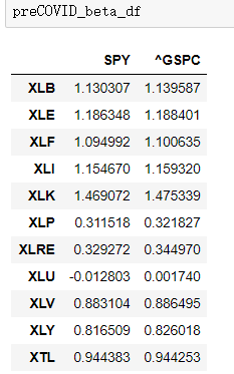 preCOVID_beta_df
SPY ^GSPC
XLB 1.130307 1.139587
XLE 1.186348 1.188401
XLF 1.094992 1.100635
XLI 1.154670 1.159320
XLK 1.469072 1.475339
XLP 0.311518 0.321827
XLRE 0.329272 0.344970
XLU -0.012803 0.001740
XLV 0.883104 0.886495
XLY 0.816509 0.826018
XTL 0.944383 0.944253